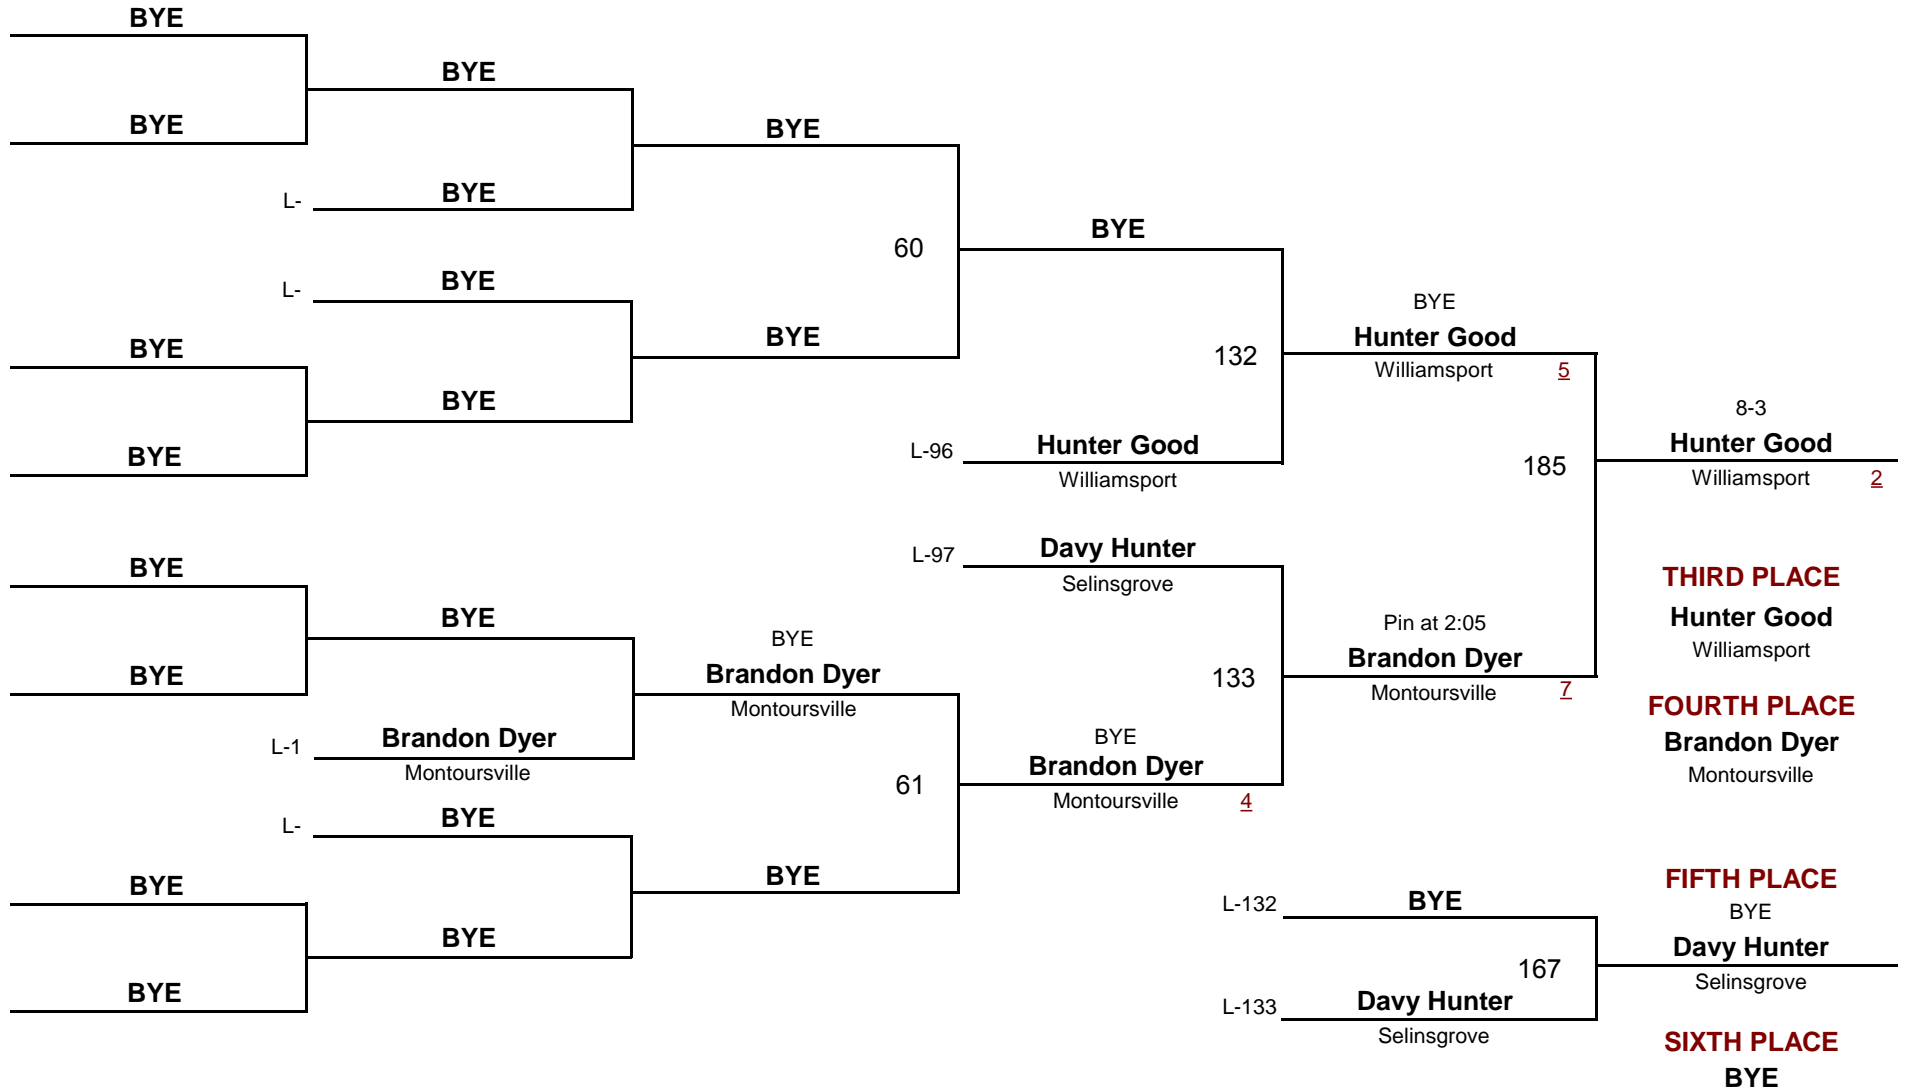 BYE
BYE
BYE
BYE
L-
BYE
60
BYE
L-
BYE
BYE
BYE
BYE
BYE
132
BYE
Hunter Good
Williamsport
5
8-3
Hunter Good
Williamsport
2
L-96
Hunter Good
Williamsport
185
BYE
L-97
Davy Hunter
Selinsgrove
BYE
BYE
BYE
BYE
Brandon Dyer
Montoursville
133
Pin at 2:05
Brandon Dyer
Montoursville
7
THIRD PLACE
Hunter Good
Williamsport
FOURTH PLACE
Brandon Dyer
Montoursville
L-1
Brandon Dyer
Montoursville
61
BYE
Brandon Dyer
Montoursville
4
L-
BYE
BYE
BYE
BYE
BYE
L-132
BYE
167
L-133
Davy Hunter
Selinsgrove
FIFTH PLACE
BYE
Davy Hunter
Selinsgrove
SIXTH PLACE
BYE